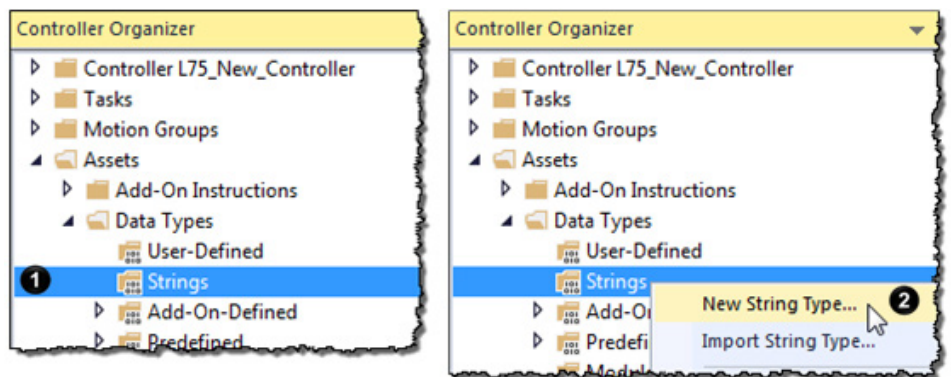 Controller Organizer
Controller L75_New_Controller
Tasks
Motion Groups
Assets
Add-On Instructions
Data Types
User-Defined
1 Strings
Add-On-Defined
Predefined
Controller Organizer
Controller L75_New_Controller
Tasks
Motion Groups
Assets
Add-On Instructions
Data Types
User-Defined
Strings
New String Type... 2
Add-O
Predefi
Import String Type...